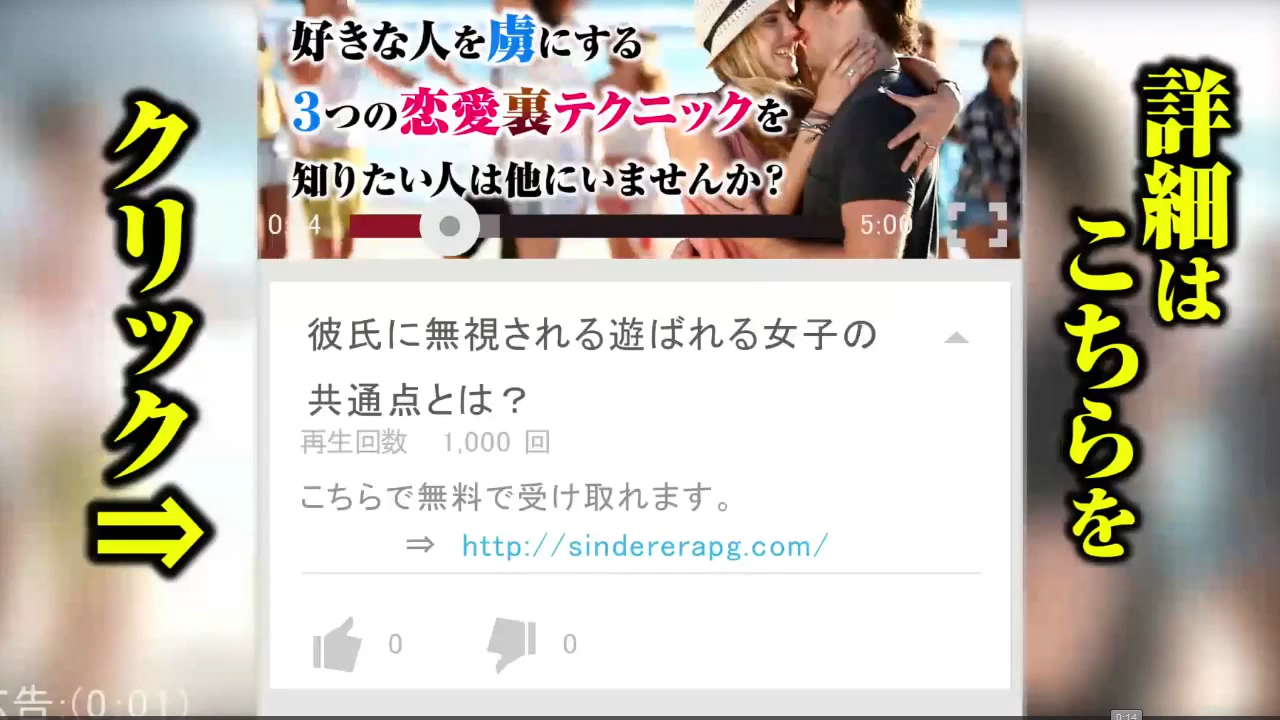 好きな人を虜にする
3つの恋愛裏テクニックを
知りたい人は他にいませんか?
5:00
彼氏に無視される遊ばれる女子の
共通点とは？
再生回数 1,000 回
こちらで無料で受け取れます。
⇒ http://sindererapg.com/
0 0
詳細は
こちらを
クリック⇒
広告:(0:01)
0:14